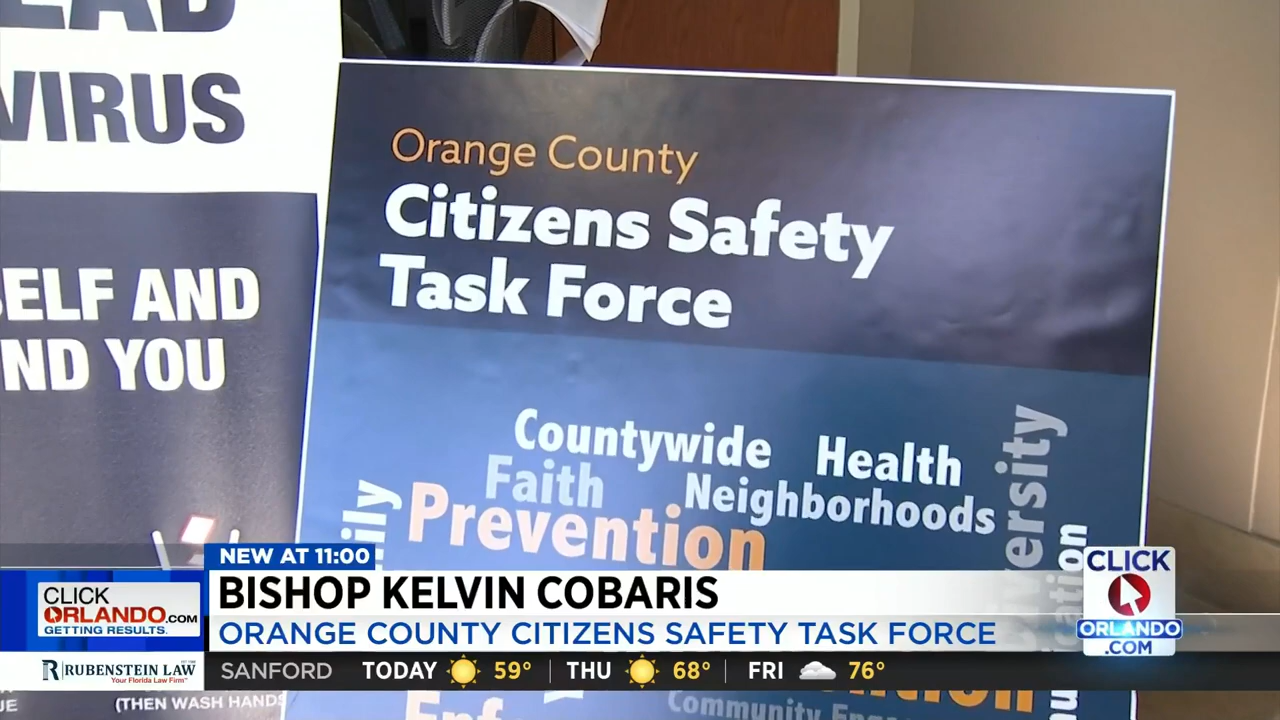 VIRUS
AND
YOU
Orange County
Citizens Safety
Task Force
Countywide
Health
Faith
Neighborhoods
Prevention
NEW AT 11:00
BISHOP KELVIN COBARIS
ORANGE COUNTY CITIZENS SAFETY TASK FORCE
CLICK
ORLANDO.COM
GETTING RESULTS.
CLICK
ORLANDO
.COM
R RUBENSTEIN LAW
Your Florida Law Firm
SANFORD TODAY 59° THU 68° FRI 76°
(THEN WASH HANDS
Community